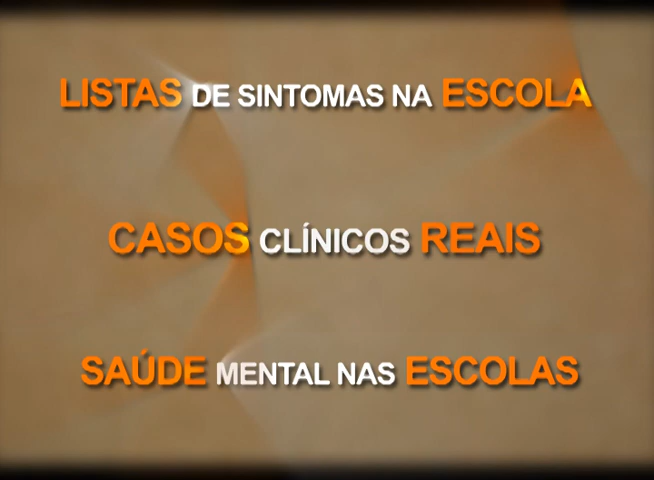 LISTAS DE SINTOMAS NA ESCOLA
CASOS CLÍNICOS REAIS
SAÚDE MENTAL NAS ESCOLAS